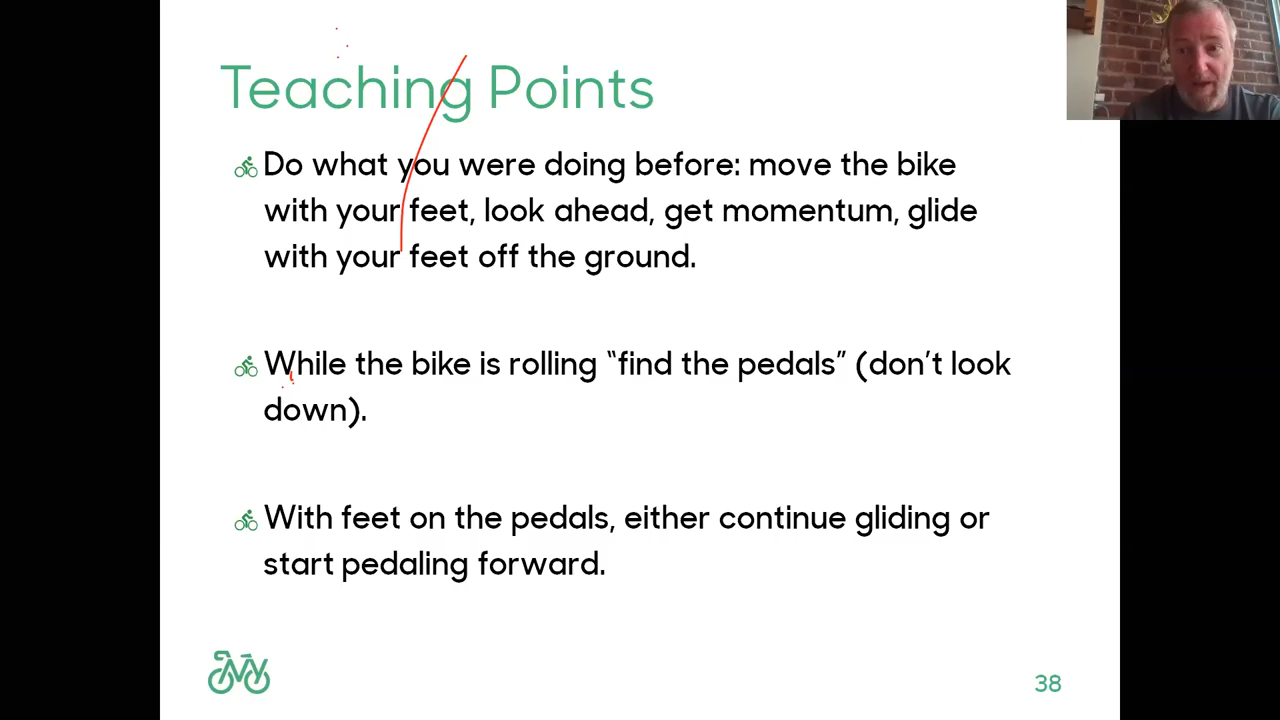 Teaching Points
Do what you were doing before: move the bike
with your feet, look ahead, get momentum, glide
with your feet off the ground.
While the bike is rolling “find the pedals” (don’t look
down).
With feet on the pedals, either continue gliding or
start pedaling forward.
38